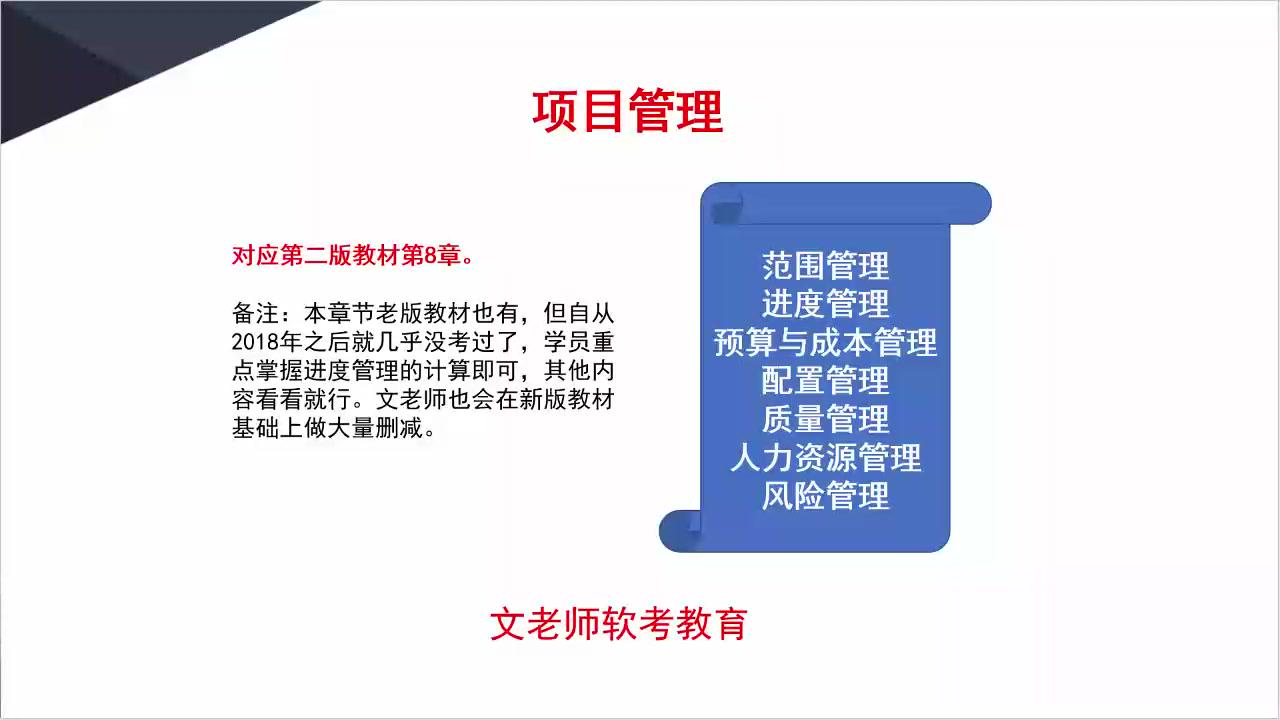 项目管理
对应第二版教材第8章。
备注：本章节老版教材也有，但自从
2018年之后就几乎没考过了，学员重
点掌握进度管理的计算即可，其他内
容看看就行。文老师也会在新版教材
基础上做大量删减。
范围管理
进度管理
预算与成本管理
配置管理
质量管理
人力资源管理
风险管理
文老师软考教育